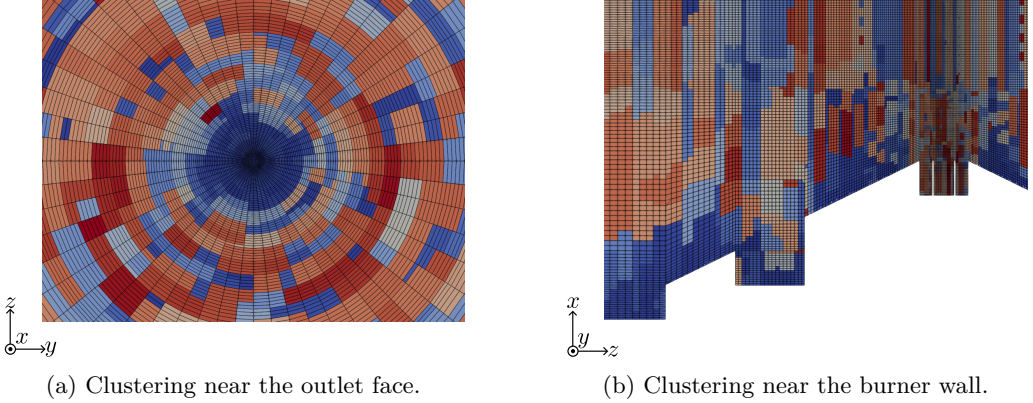 z
x
y
(a) Clustering near the outlet face.
x
y
z
(b) Clustering near the burner wall.